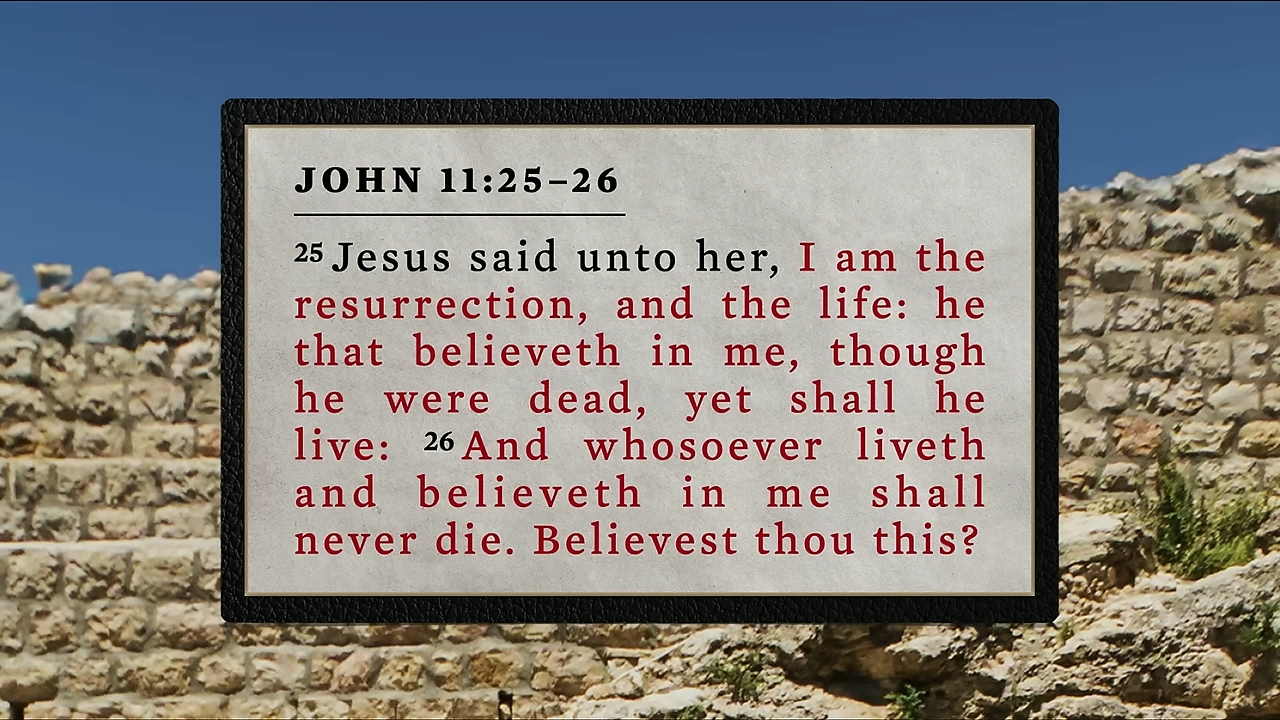 JOHN 11:25–26
25 Jesus said unto her, I am the
resurrection, and the life: he
that believeth in me, though
he were dead, yet shall he
live: 26 And whosoever liveth
and believeth in me shall
never die. Believest thou this?